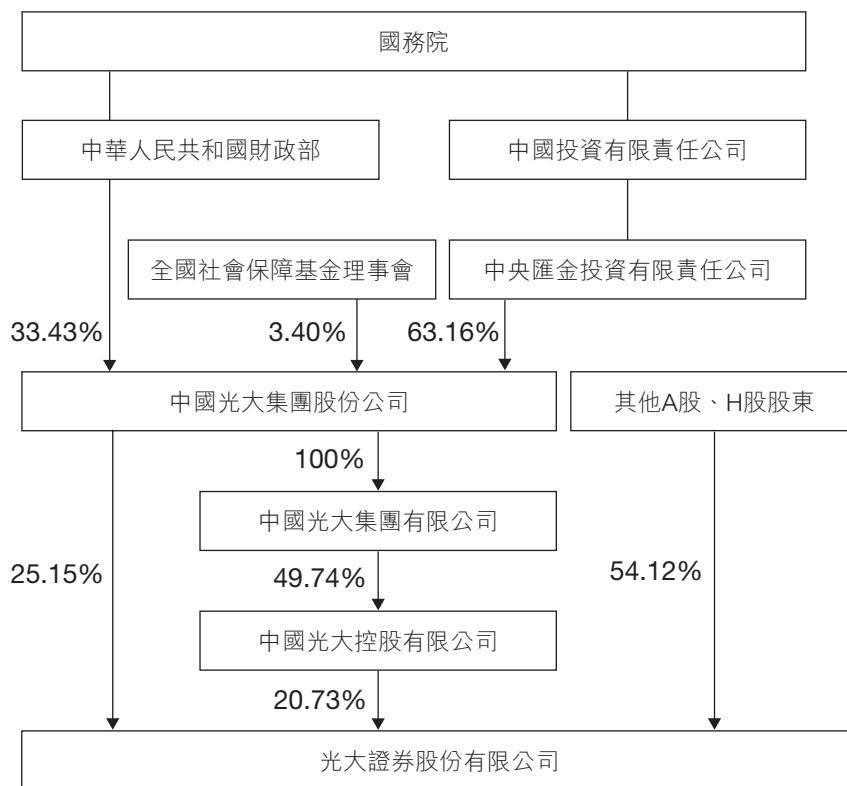 國務院
中華人民共和國財政部
中國投資有限責任公司
全國社會保障基金理事會
中央匯金投資有限責任公司
33.43%
3.40%
63.16%
中國光大集團股份公司
其他A股、H股股東
100%
中國光大集團有限公司
25.15%
49.74%
54.12%
中國光大控股有限公司
20.73%
光大證券股份有限公司